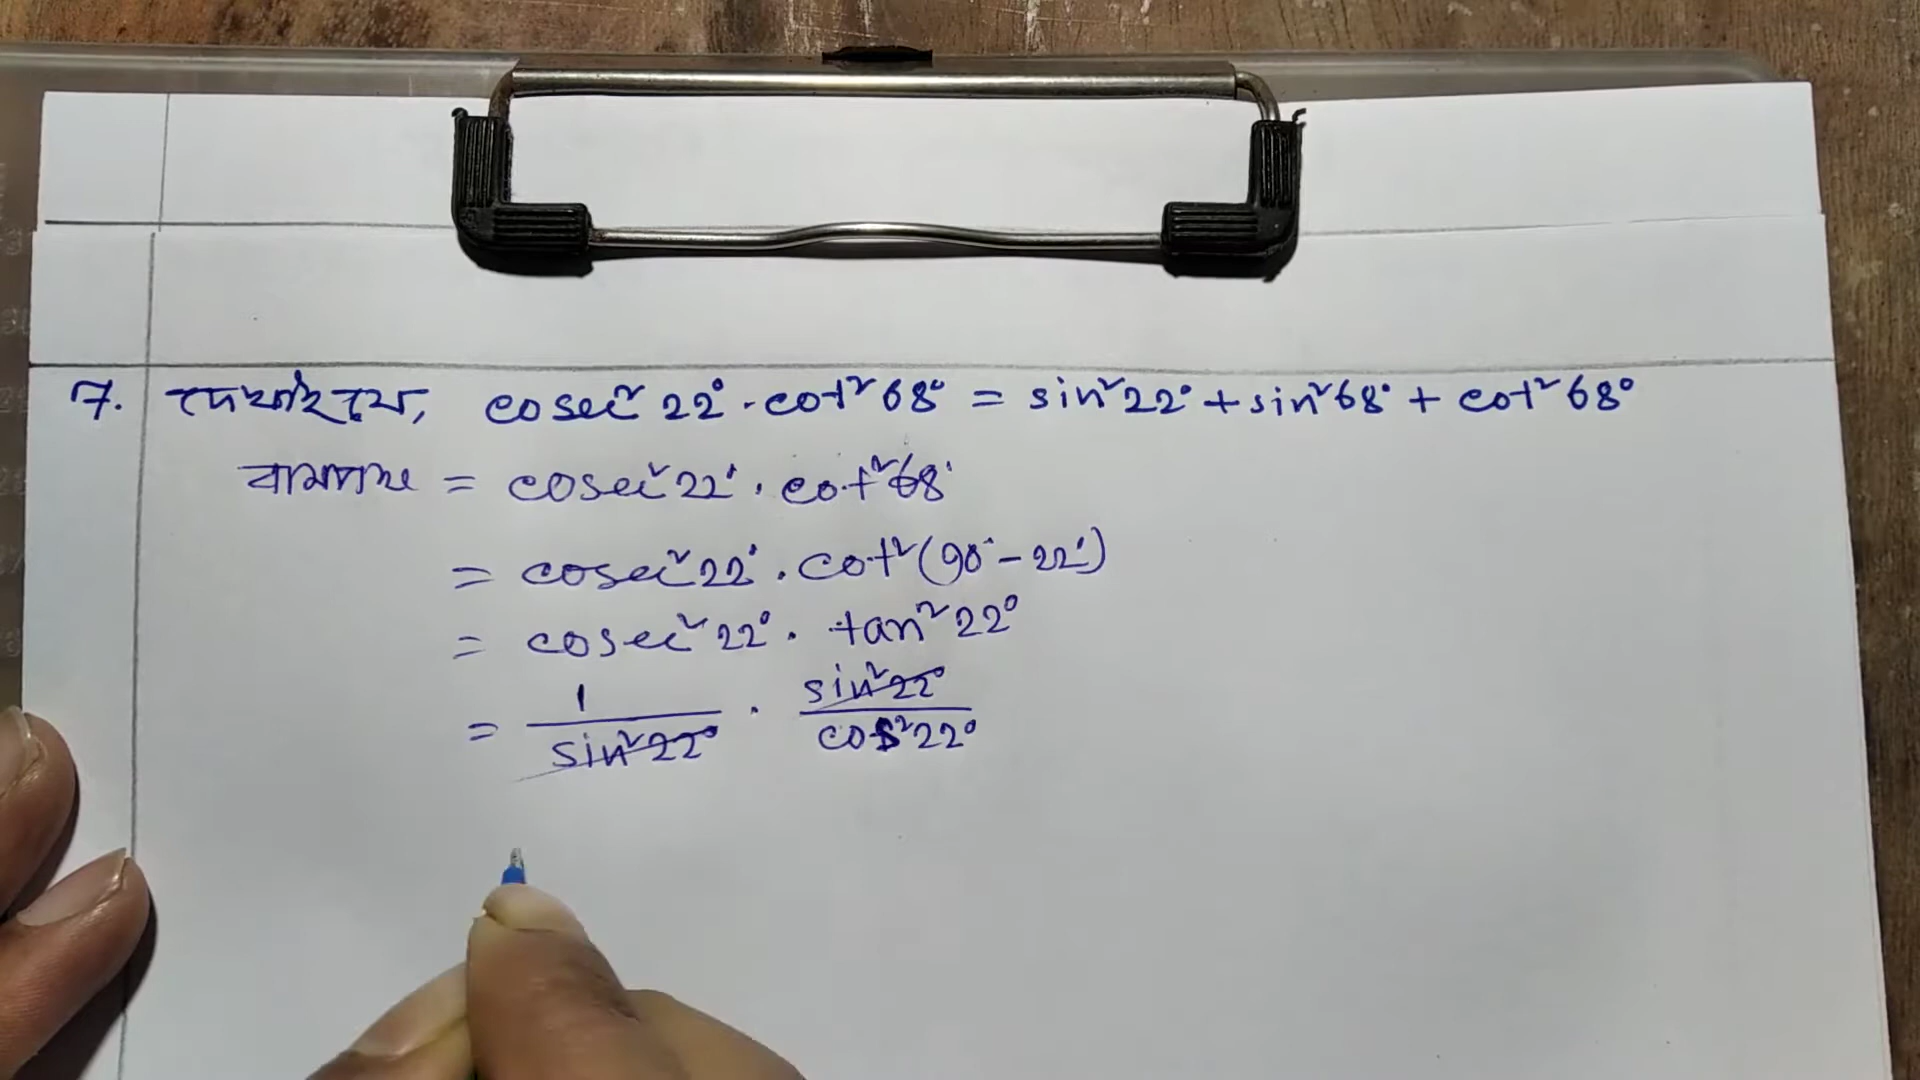 7. দেখাই যে, cosec²22°·cot²68° = sin²22° + sin²68° + cot²68°
বামপক্ষ = cosec²22°·cot²68°
= cosec²22°·cot²(90°-22°)
= cosec²22°·tan²22°
= 1/sin²22° · sin²22°/cos²22°